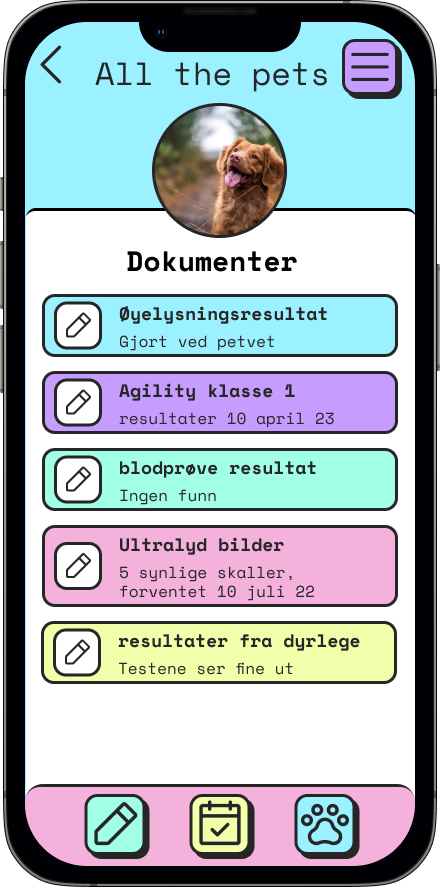 All the pets
Dokumenter
Øyelysningsresultat
Gjort ved petvet
Agility klasse 1
resultater 10 april 23
blodprøve resultat
Ingen funn
Ultralyd bilder
5 synlige skaller,
forventet 10 juli 22
resultater fra dyrlege
Testene ser fine ut